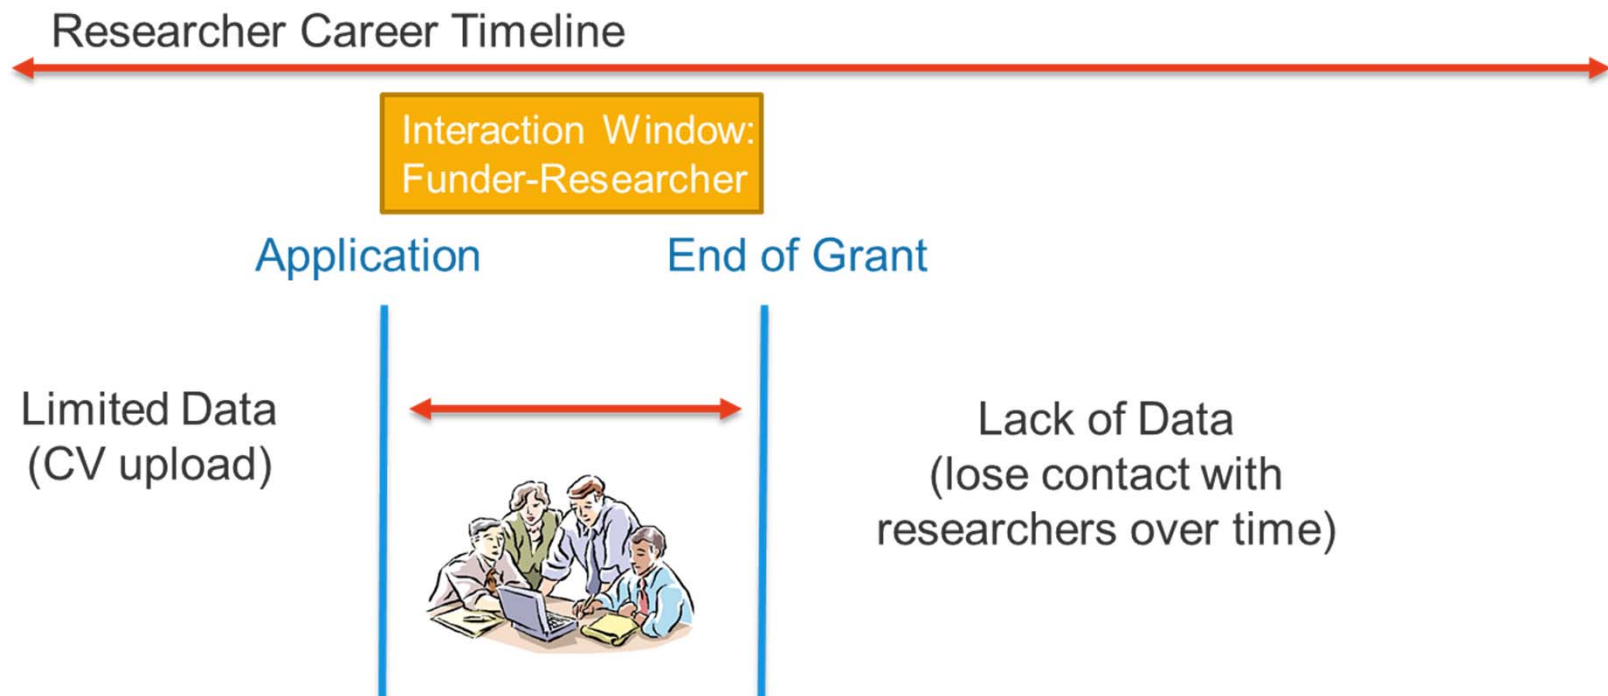 Researcher Career Timeline
Interaction Window:
Funder-Researcher
Application
End of Grant
Limited Data
(CV upload)
Lack of Data
(lose contact with
researchers over time)